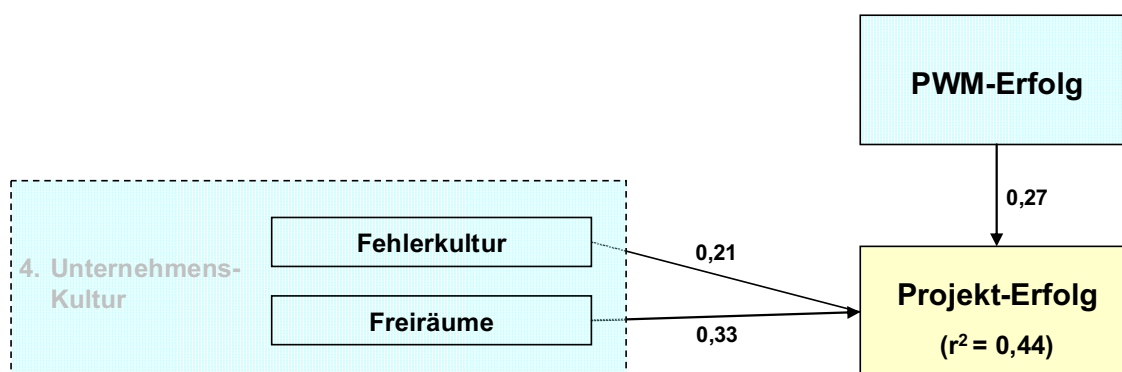 PWM-Erfolg
0,27
4. Unternehmens-
Kultur
Fehlerkultur
0,21
Freiräume
0,33
Projekt-Erfolg
(r² = 0,44)